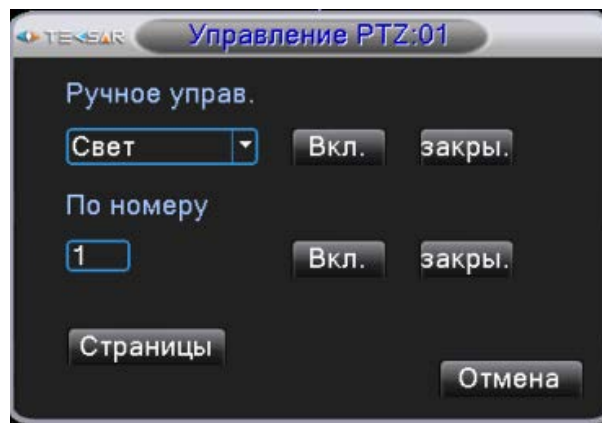 TEKSAR Управление PTZ:01
Ручное управ.
Свет Вкл. закры.
По номеру
1 Вкл. закры.
Страницы
Отмена